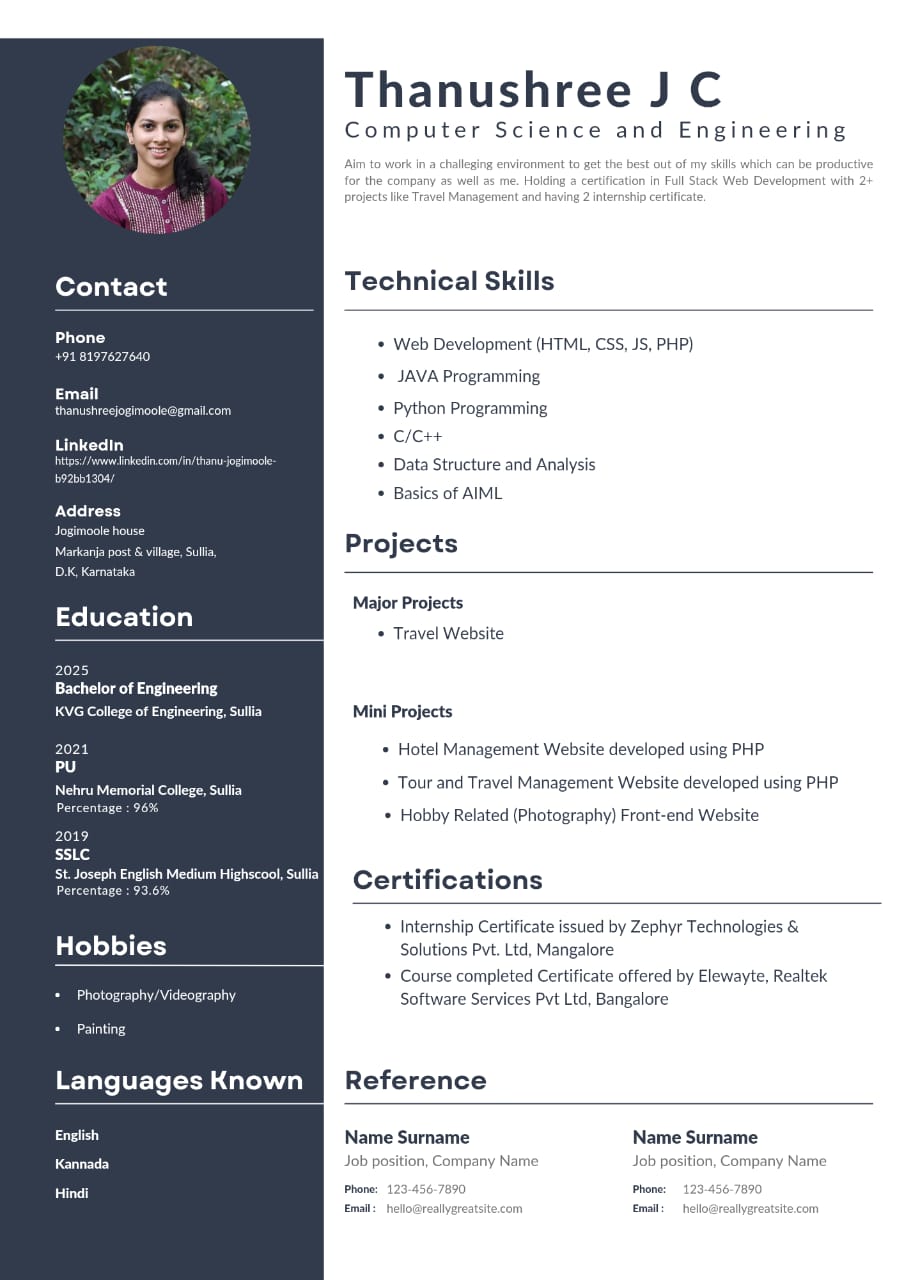 Thanushree J C
Computer Science and Engineering
Aim to work in a challeging environment to get the best out of my skills which can be productive
for the company as well as me. Holding a certification in Full Stack Web Development with 2+
projects like Travel Management and having 2 internship certificate.
Contact
Phone
+91 8197627640
Email
thanushreejogimoole@gmail.com
LinkedIn
https://www.linkedin.com/in/thanu-jogimoole-
b92bb1304/
Address
Jogimoole house
Markanja post & village, Sullia,
D.K, Karnataka
Education
2025
Bachelor of Engineering
KVG College of Engineering, Sullia
2021
PU
Nehru Memorial College, Sullia
Percentage : 96%
2019
SSLC
St. Joseph English Medium Highscool, Sullia
Percentage : 93.6%
Hobbies
• Photography/Videography
• Painting
Languages Known
English
Kannada
Hindi
Technical Skills
• Web Development (HTML, CSS, JS, PHP)
• JAVA Programming
• Python Programming
• C/C++
• Data Structure and Analysis
• Basics of AIML
Projects
Major Projects
• Travel Website
Mini Projects
• Hotel Management Website developed using PHP
• Tour and Travel Management Website developed using PHP
• Hobby Related (Photography) Front-end Website
Certifications
• Internship Certificate issued by Zephyr Technologies &
Solutions Pvt. Ltd, Mangalore
• Course completed Certificate offered by Elewayte, Realtek
Software Services Pvt Ltd, Bangalore
Reference
Name Surname
Job position, Company Name
Phone: 123-456-7890
Email : hello@reallygreatsite.com
Name Surname
Job position, Company Name
Phone: 123-456-7890
Email : hello@reallygreatsite.com